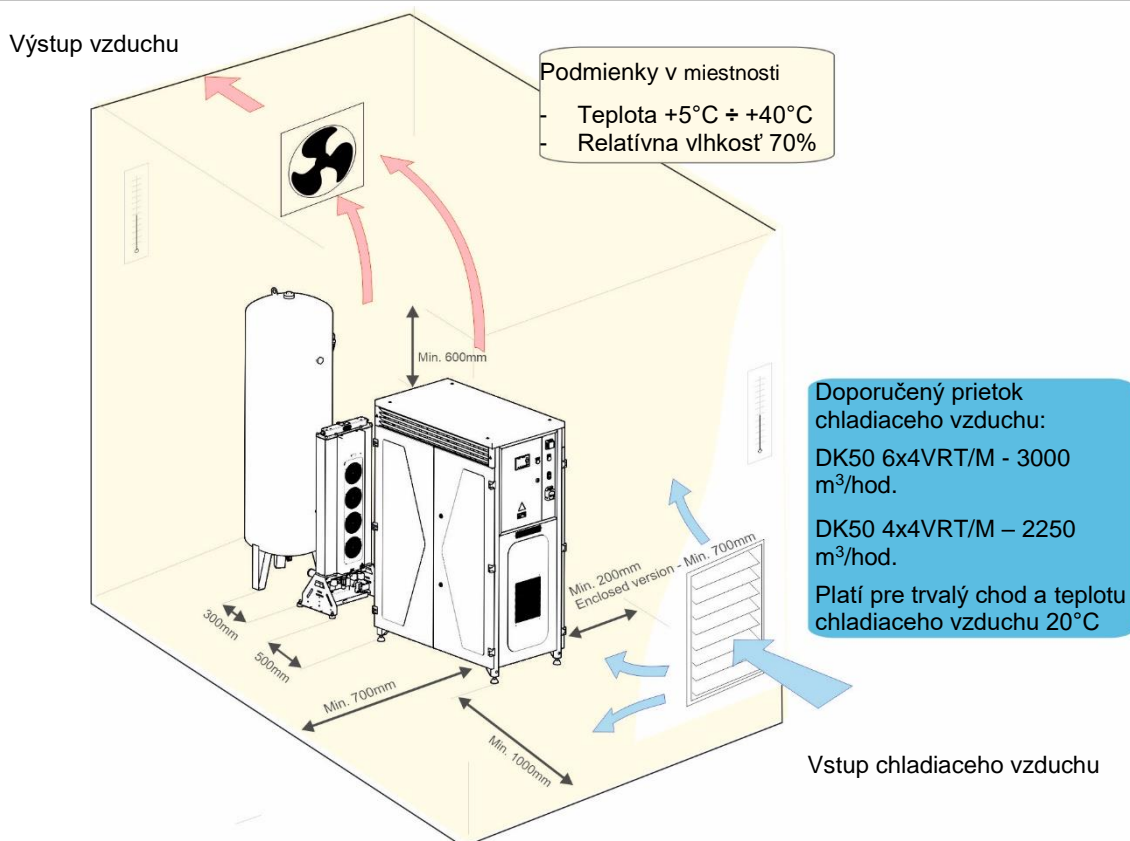 Výstup vzduchu
Podmienky v miestnosti
- Teplota +5°C ÷ +40°C
- Relatívna vlhkosť 70%
Min. 600mm
Doporučený prietok
chladiaceho vzduchu:
DK50 6x4VRT/M - 3000
m³/hod.
DK50 4x4VRT/M – 2250
m³/hod.
Platí pre trvalý chod a teplotu
chladiaceho vzduchu 20°C
Min. 200mm
Enclosed version - Min. 700mm
300mm
500mm
Min. 700mm
Min. 1000mm
Vstup chladiaceho vzduchu